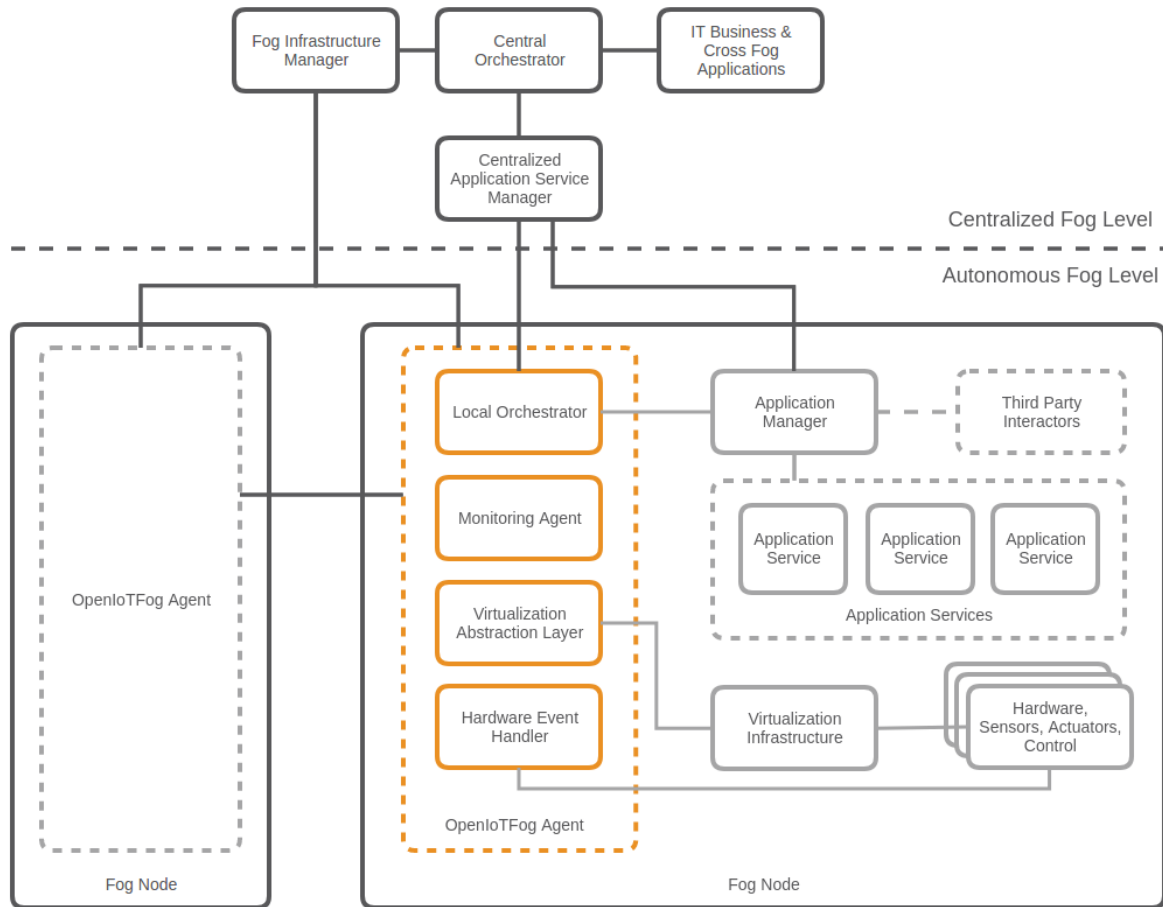 Fog Infrastructure
Manager
Central
Orchestrator
IT Business &
Cross Fog
Applications
Centralized
Application Service
Manager
Centralized Fog Level
Autonomous Fog Level
OpenIoTFog Agent
Fog Node
Local Orchestrator
Monitoring Agent
Virtualization
Abstraction Layer
Hardware Event
Handler
OpenIoTFog Agent
Application
Manager
Third Party
Interactors
Application
Service
Application
Service
Application
Service
Application Services
Virtualization
Infrastructure
Hardware,
Sensors, Actuators,
Control
Fog Node